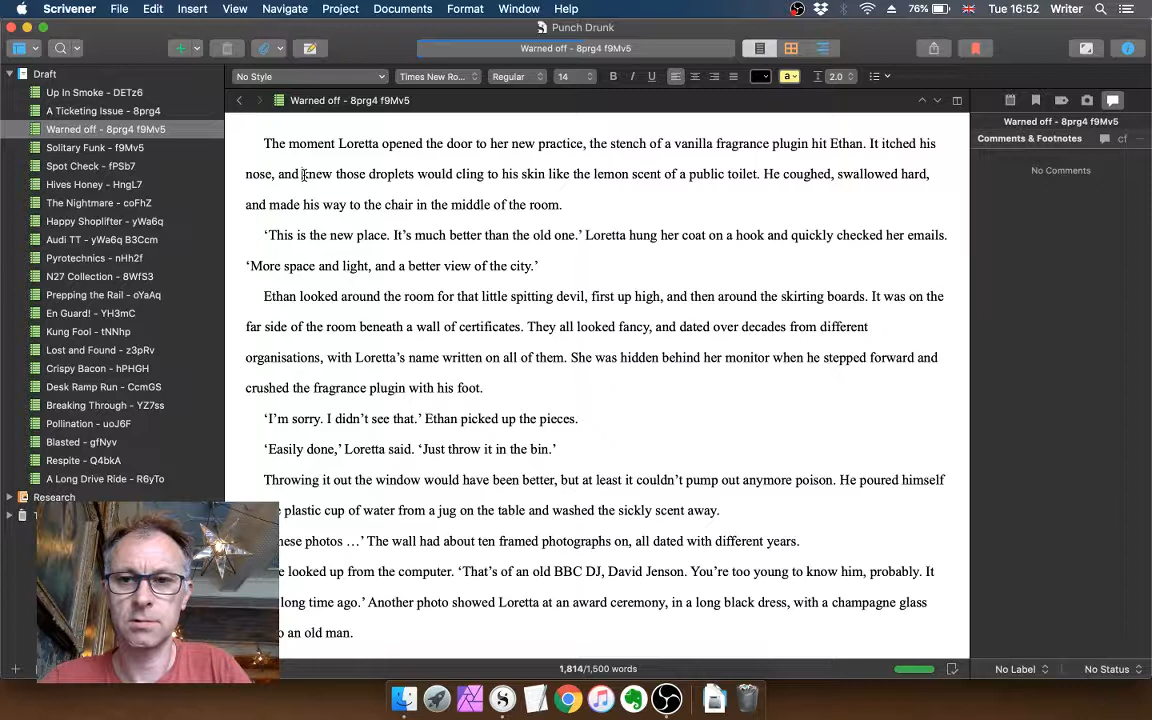 Scrivener File Edit Insert View Navigate Project Documents Format Window Help 76% Tue 16:52 Writer
Punch Drunk
Warned off - 8prg4 f9Mv5
No Style Times New Ro... Regular 14 B I U a 2.0
Draft
Up In Smoke - DETz6
A Ticketing Issue - 8prg4
Warned off - 8prg4 f9Mv5
Solitary Funk - f9Mv5
Spot Check - fPSb7
Hives Honey - HngL7
The Nightmare - coFhZ
Happy Shoplifter - yWa6q
Audi TT - yWa6q B3Ccm
Pyrotechnics - nHh2f
N27 Collection - 8WfS3
Prepping the Rail - oYaAq
En Guard! - YH3mC
Kung Fool - tNNhp
Lost and Found - z3pRv
Crispy Bacon - hPHGH
Desk Ramp Run - CcmGS
Breaking Through - YZ7ss
Pollination - uoJ6F
Blasted - gfNyv
Respite - Q4bkA
A Long Drive Ride - R6yTo
Research
Warned off - 8prg4 f9Mv5
The moment Loretta opened the door to her new practice, the stench of a vanilla fragrance plugin hit Ethan. It itched his
nose, and knew those droplets would cling to his skin like the lemon scent of a public toilet. He coughed, swallowed hard,
and made his way to the chair in the middle of the room.
‘This is the new place. It’s much better than the old one.’ Loretta hung her coat on a hook and quickly checked her emails.
‘More space and light, and a better view of the city.’
Ethan looked around the room for that little spitting devil, first up high, and then around the skirting boards. It was on the
far side of the room beneath a wall of certificates. They all looked fancy, and dated over decades from different
organisations, with Loretta’s name written on all of them. She was hidden behind her monitor when he stepped forward and
crushed the fragrance plugin with his foot.
‘I’m sorry. I didn’t see that.’ Ethan picked up the pieces.
‘Easily done,’ Loretta said. ‘Just throw it in the bin.’
Throwing it out the window would have been better, but at least it couldn’t pump out anymore poison. He poured himself
plastic cup of water from a jug on the table and washed the sickly scent away.
photos …’ The wall had about ten framed photographs on, all dated with different years.
looked up from the computer. ‘That’s of an old BBC DJ, David Jenson. You’re too young to know him, probably. It
long time ago.’ Another photo showed Loretta at an award ceremony, in a long black dress, with a champagne glass
an old man.
1,814/1,500 words
Warned off - 8prg4 f9Mv5
Comments & Footnotes cf
No Comments
No Label No Status